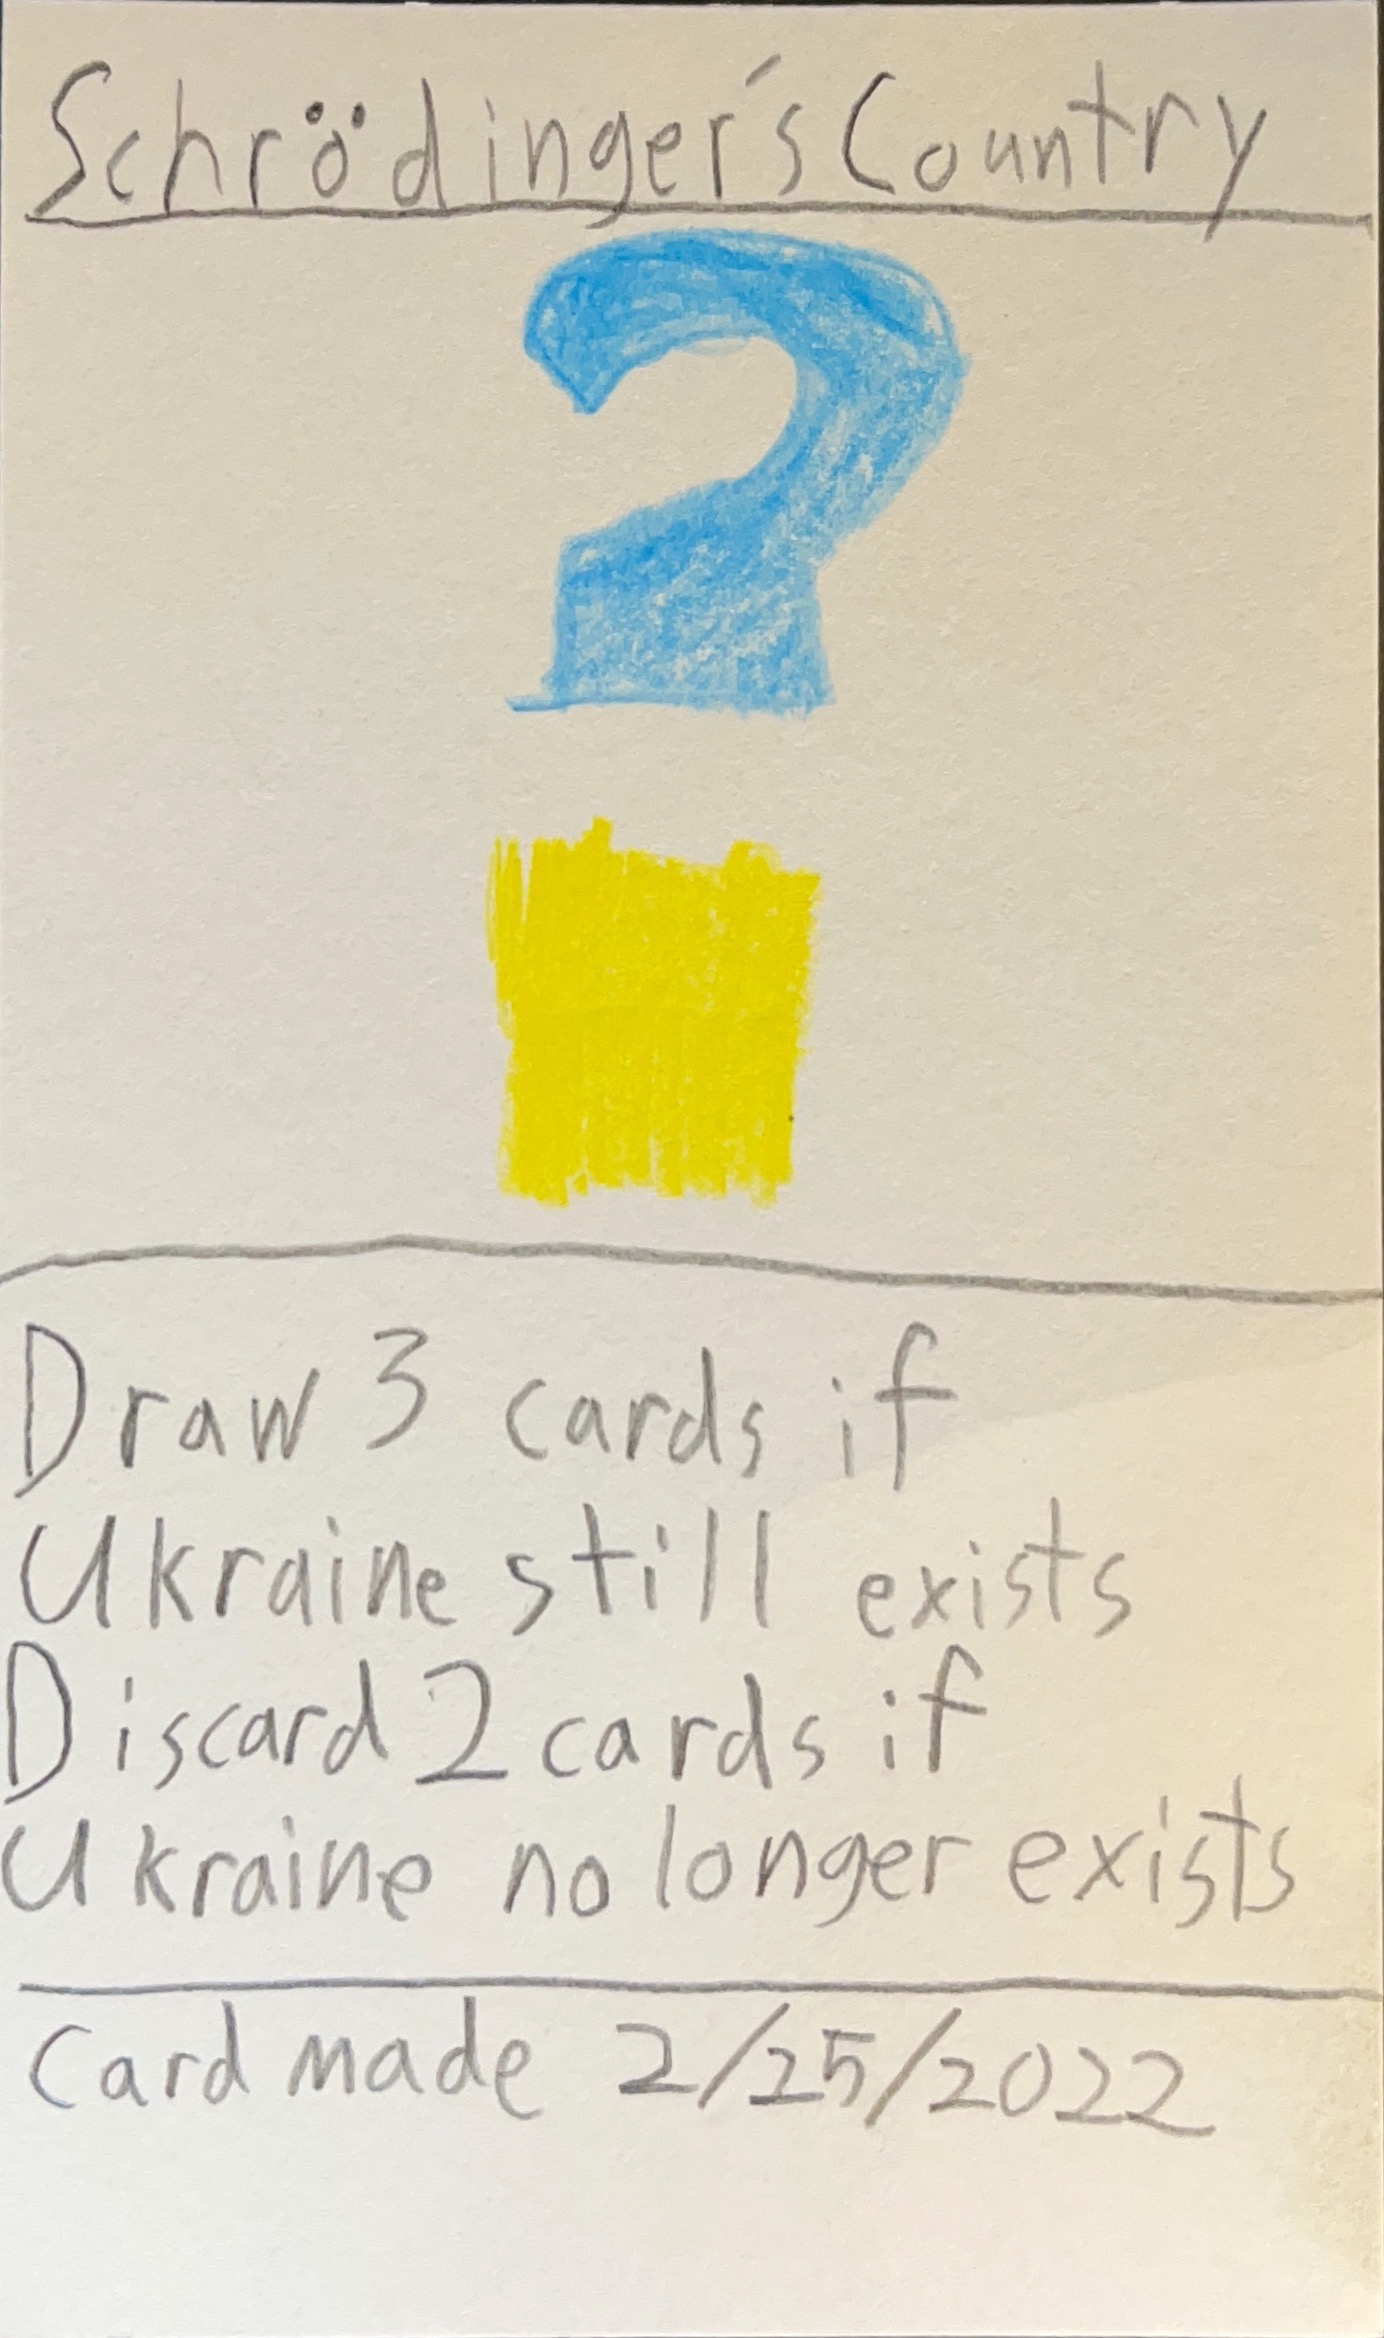 Schrödinger's Country
?
Draw 3 cards if
Ukraine still exists
Discard 2 cards if
Ukraine no longer exists
Card made 2/25/2022